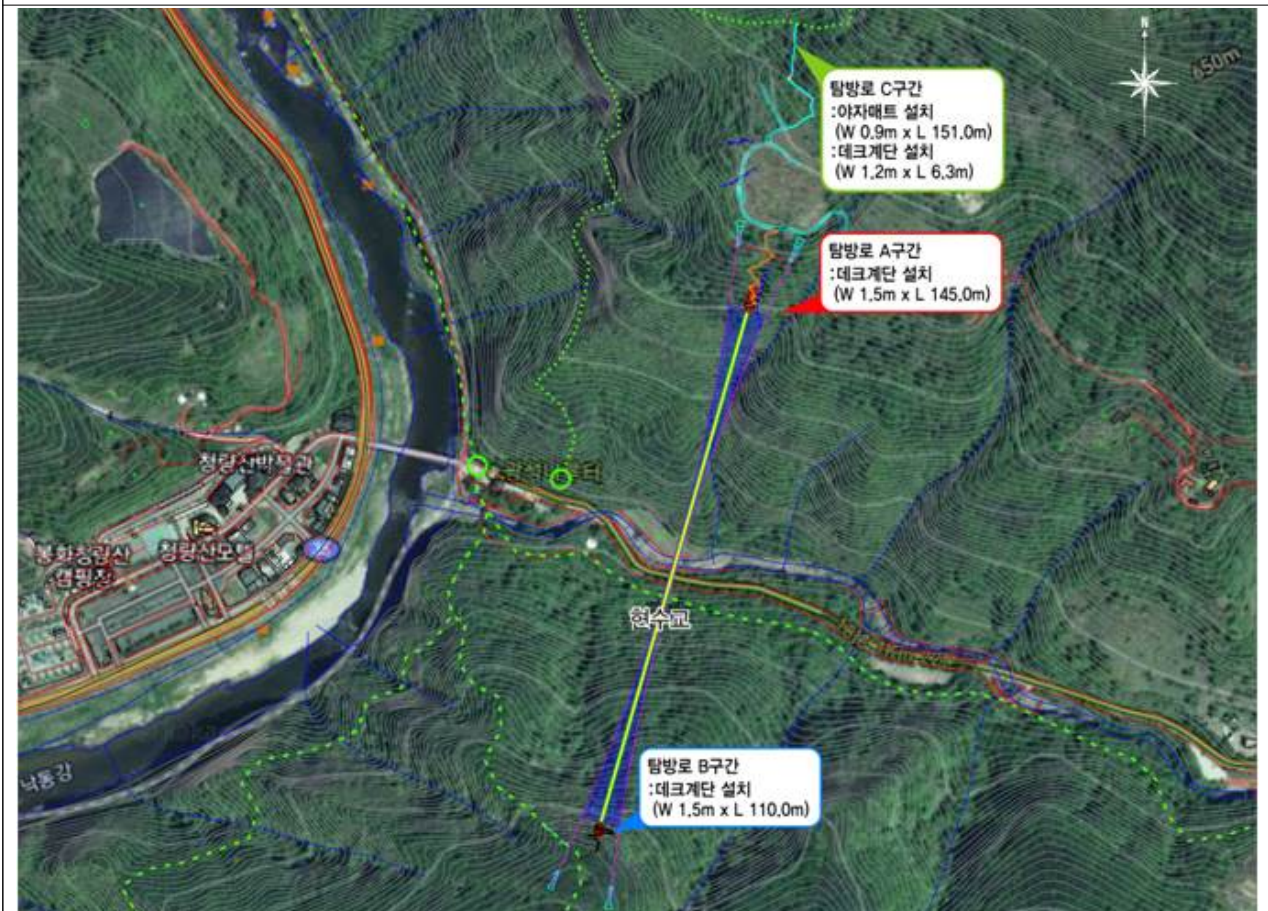 N
650m
탐방로 C구간
:야자매트 설치
(W 0.9m x L 151.0m)
:데크계단 설치
(W 1.2m x L 6.3m)
탐방로 A구간
:데크계단 설치
(W 1.5m x L 145.0m)
청량산박물관
청량산모텔
봉화청량산
캠핑장
현수교
탐방로 B구간
:데크계단 설치
(W 1.5m x L 110.0m)
낙동강